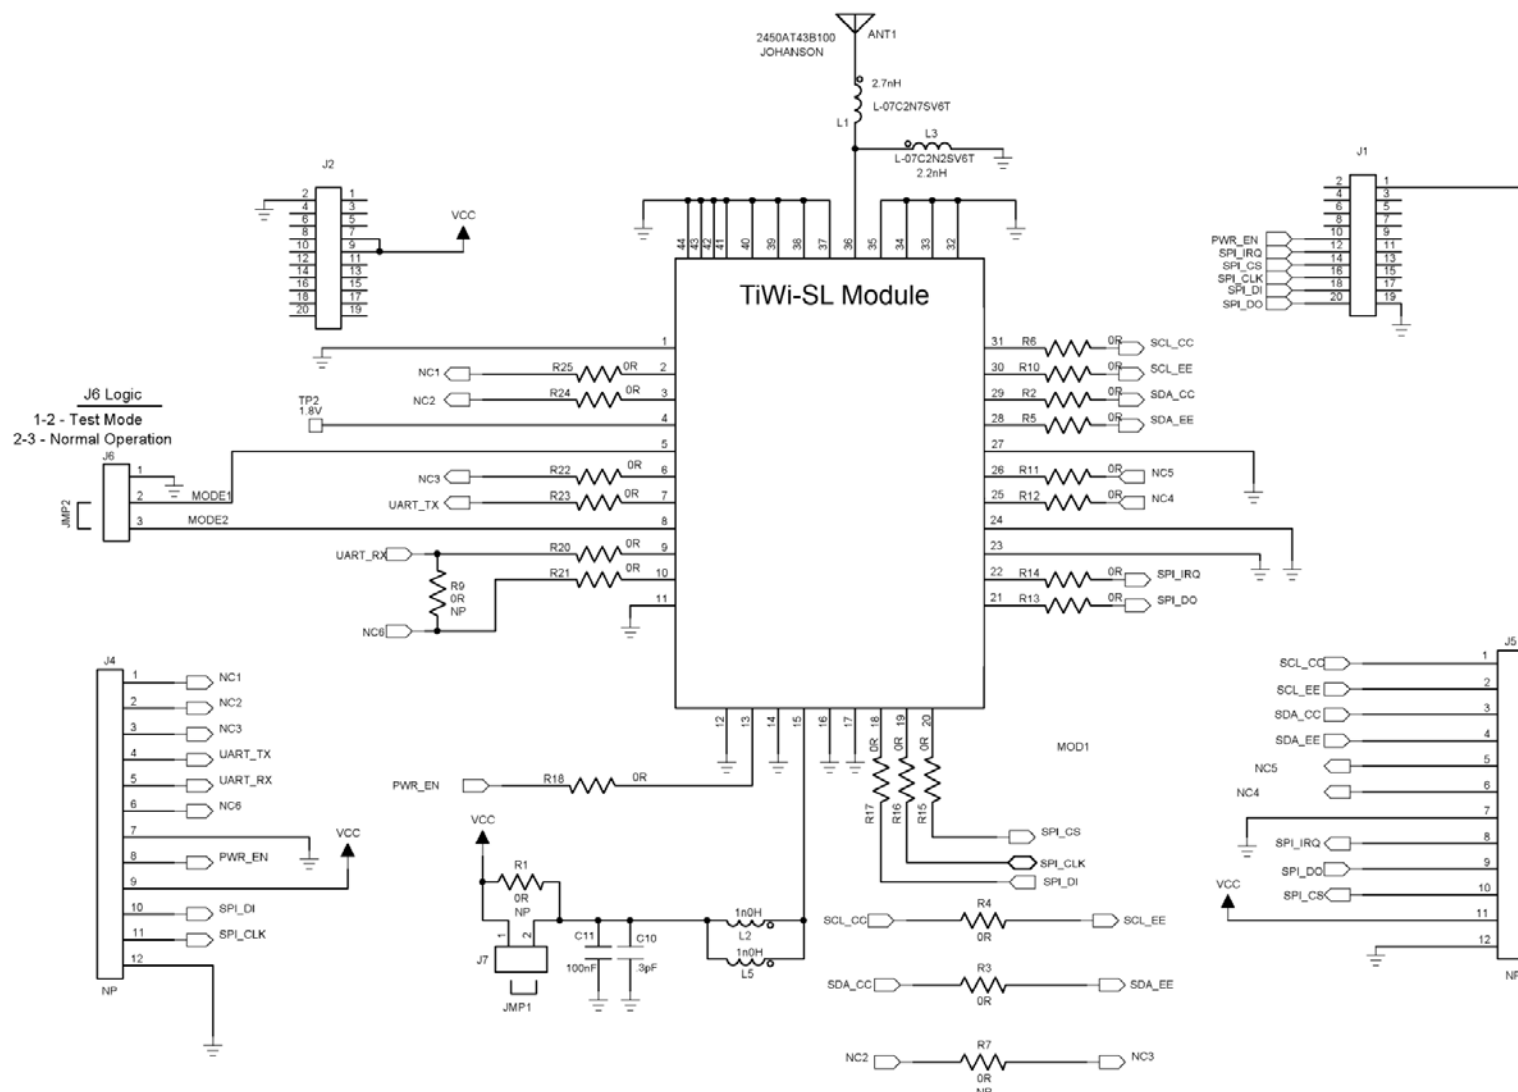 2450AT43B100
JOHANSON
ANT1
2.7nH
L-07C2N7SV6T
L1
L3
L-07C2N2SV6T
2.2nH
J2
2 1
4 3
6 5
8 7
10 9
12 11
14 13
16 15
18 17
20 19
VCC
J1
2 1
4 3
6 5
8 7
PWR_EN 10 9
SPI_IRQ 12 11
SPI_CS 14 13
SPI_CLK 16 15
SPI_DI 18 17
SPI_DO 20 19
44 43 42 41 40 39 38 37 36 35 34 33 32
TiWi-SL Module
1
NC1 R25 0R 2
NC2 R24 0R 3
TP2
1.8V
4
5
NC3 R22 0R 6
UART_TX R23 0R 7
8
UART_RX R20 0R 9
R21 0R 10
R9
0R
NP
11
NC6
31 R6 0R SCL_CC
30 R10 0R SCL_EE
29 R2 0R SDA_CC
28 R5 0R SDA_EE
27
26 R11 0R NC5
25 R12 0R NC4
24
23
22 R14 0R SPI_IRQ
21 R13 0R SPI_DO
J6 Logic
1-2 - Test Mode
2-3 - Normal Operation
J6
1
2 MODE1
3 MODE2
JMP2
J4
1 NC1
2 NC2
3 NC3
4 UART_TX
5 UART_RX
6 NC6
7
8 PWR_EN
9
10 SPI_DI
11 SPI_CLK
12
NP
VCC
12 13 14 15 16 17 18 19 20
0R 0R 0R
R17 R16 R15
MOD1
PWR_EN R18 0R
SPI_CS
SPI_CLK
SPI_DI
VCC
R1
0R
NP
1 2
J7
JMP1
C11
100nF
C10
.3pF
1n0H
L2
1n0H
L5
SCL_CC R4 SCL_EE
0R
SDA_CC R3 SDA_EE
0R
NC2 R7 NC3
0R
NP
J5
SCL_CC 1
SCL_EE 2
SDA_CC 3
SDA_EE 4
NC5 5
NC4 6
7
SPI_IRQ 8
SPI_DO 9
SPI_CS 10
VCC
11
12
NP